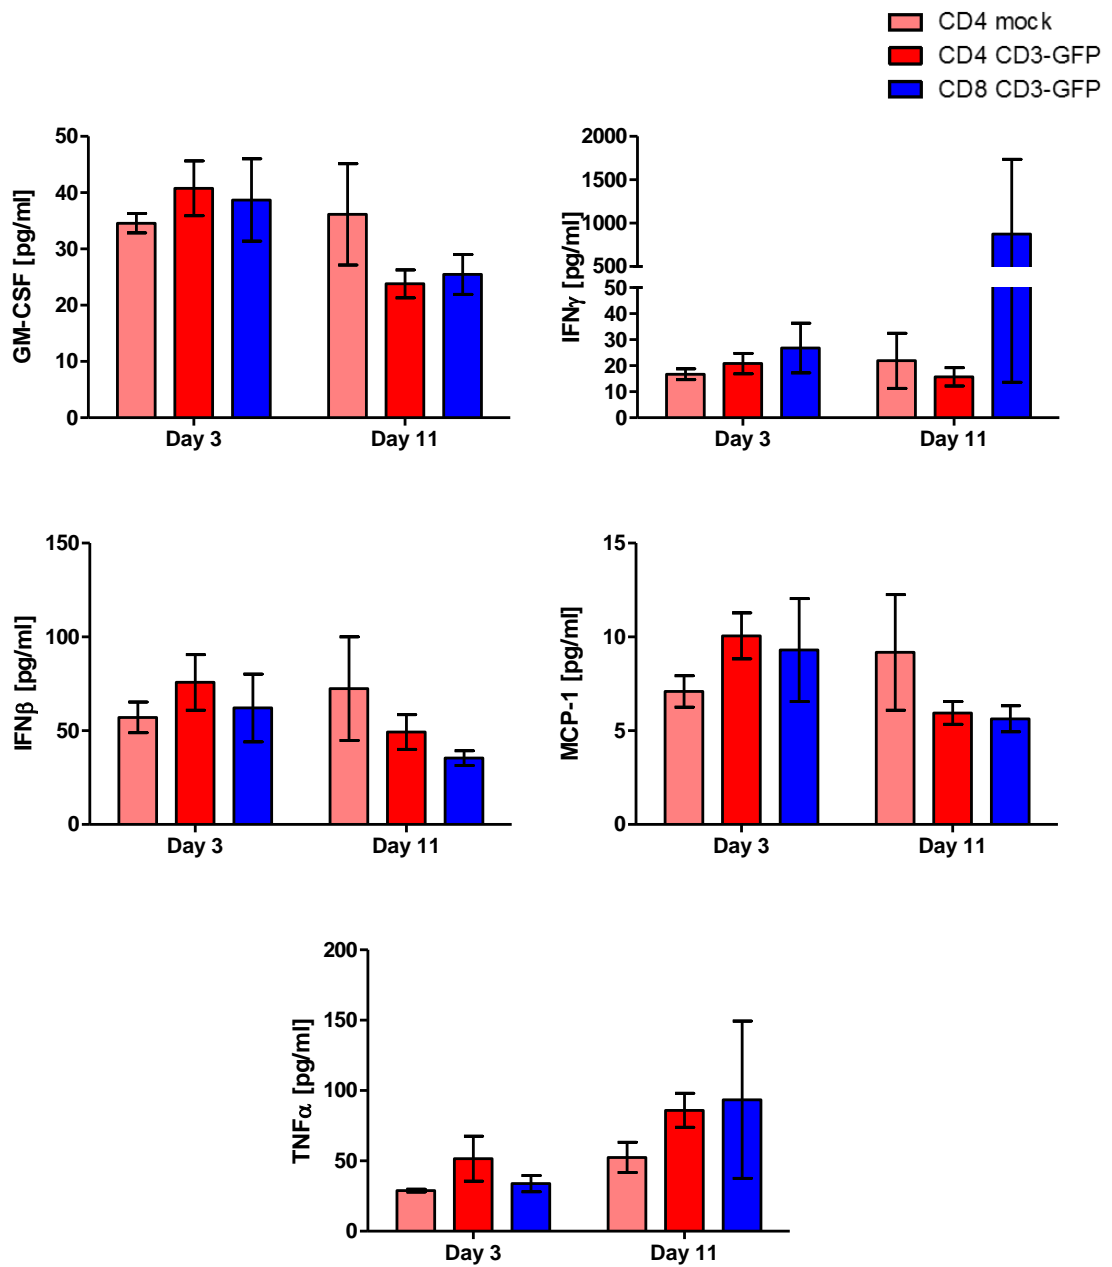 CD4 mock
CD4 CD3-GFP
CD8 CD3-GFP
GM-CSF [pg/ml]
50
40
30
20
10
0
Day 3 Day 11
IFNγ [pg/ml]
2000
1500
1000
500
50
40
30
20
10
0
Day 3 Day 11
IFNβ [pg/ml]
150
100
50
0
Day 3 Day 11
MCP-1 [pg/ml]
15
10
5
0
Day 3 Day 11
TNFα [pg/ml]
200
150
100
50
0
Day 3 Day 11